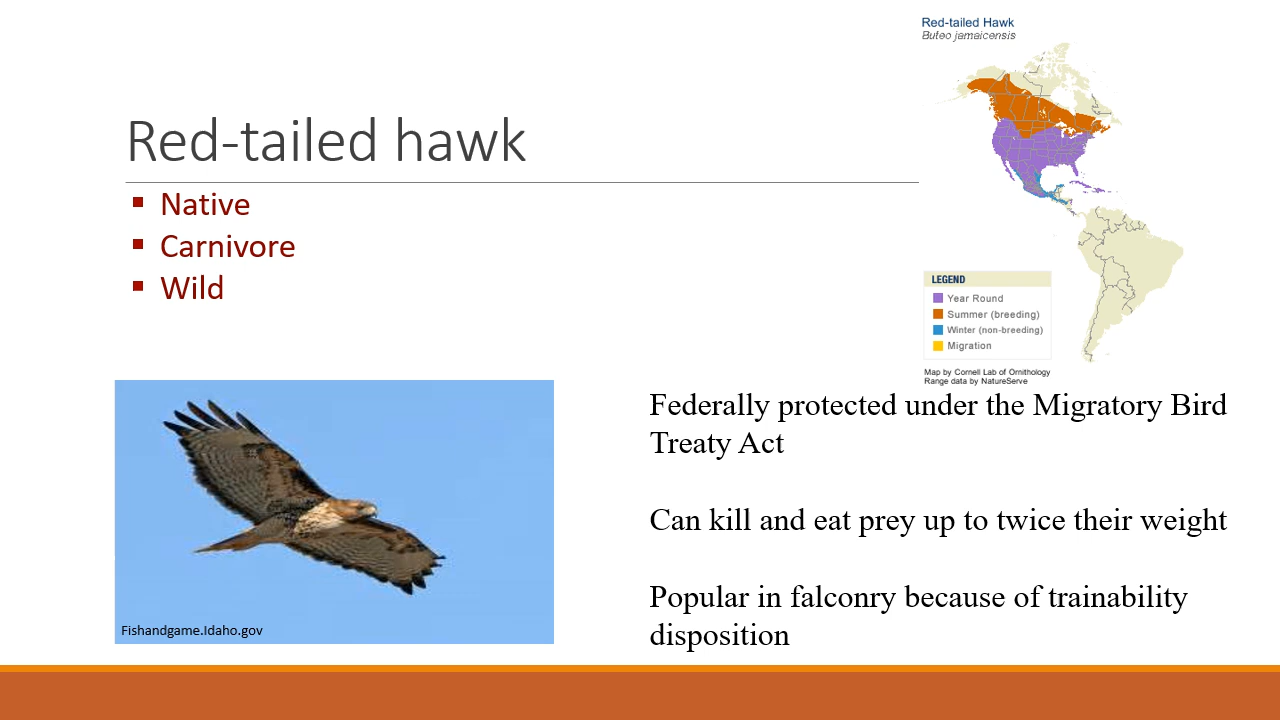 Red-tailed Hawk
Buteo jamaicensis
Red-tailed hawk
Native
Carnivore
Wild
LEGEND
Year Round
Summer (breeding)
Winter (non-breeding)
Migration
Map by Cornell Lab of Ornithology
Range data by NatureServe
Federally protected under the Migratory Bird
Treaty Act
Can kill and eat prey up to twice their weight
Popular in falconry because of trainability
disposition
Fishandgame.Idaho.gov